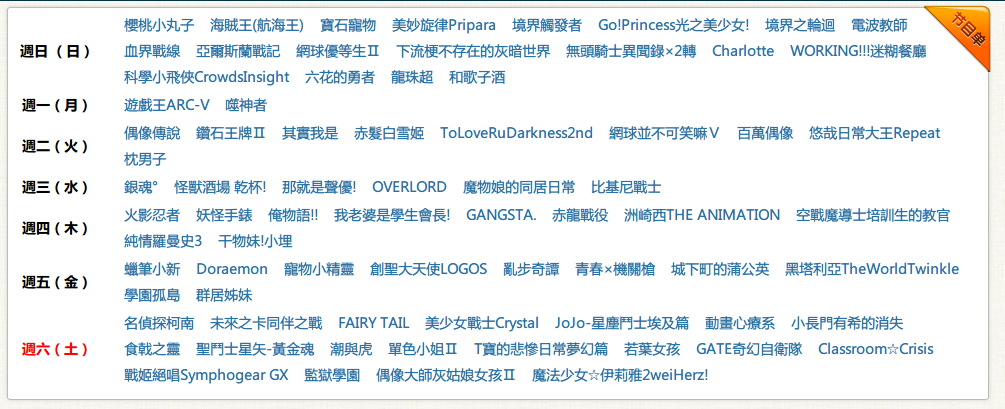 節目单
櫻桃小丸子 海賊王(航海王) 寶石寵物 美妙旋律Pripara 境界觸發者 Go!Princess光之美少女! 境界之輪迴 電波教師
週日（日） 血界戰線 亞爾斯蘭戰記 網球優等生Ⅱ 下流梗不存在的灰暗世界 無頭騎士異聞錄×2轉 Charlotte WORKING!!!迷糊餐廳
科學小飛俠CrowdsInsight 六花的勇者 龍珠超 和歌子酒
週一（月） 遊戲王ARC-V 噬神者
偶像傳說 鑽石王牌Ⅱ 其實我是 赤髮白雪姬 ToLoveRuDarkness2nd 網球並不可笑嘛Ⅴ 百萬偶像 悠哉日常大王Repeat
週二（火）
枕男子
週三（水） 銀魂° 怪獸酒場 乾杯! 那就是聲優! OVERLORD 魔物娘的同居日常 比基尼戰士
火影忍者 妖怪手錶 俺物語!! 我老婆是學生會長! GANGSTA. 赤龍戰役 洲崎西THE ANIMATION 空戰魔導士培訓生的教官
週四（木）
純情羅曼史3 干物妹!小埋
蠟筆小新 Doraemon 寵物小精靈 創聖大天使LOGOS 亂步奇譚 青春×機關槍 城下町的蒲公英 黑塔利亞TheWorldTwinkle
週五（金）
學園孤島 群居姊妹
名偵探柯南 未來之卡同伴之戰 FAIRY TAIL 美少女戰士Crystal JoJo-星塵鬥士埃及篇 動畫心療系 小長門有希的消失
週六（土） 食戟之靈 聖鬥士星矢-黃金魂 潮與虎 單色小姐Ⅱ T寶的悲慘日常夢幻篇 若葉女孩 GATE奇幻自衛隊 Classroom☆Crisis
戰姬絕唱Symphogear GX 監獄學園 偶像大師灰姑娘女孩Ⅱ 魔法少女☆伊莉雅2weiHerz!